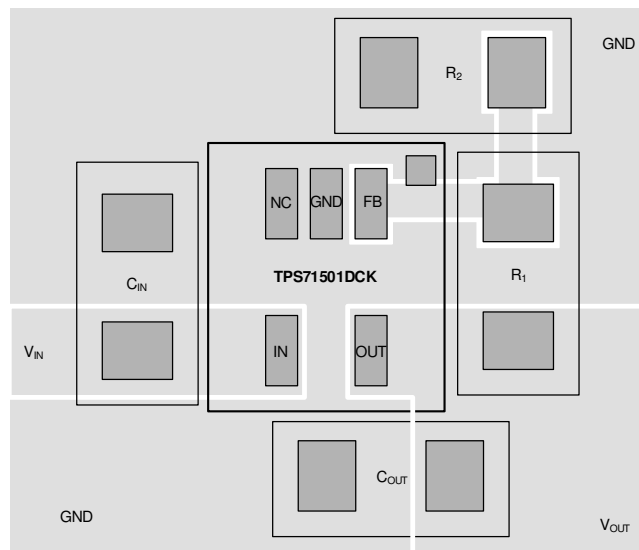 GND
R2
NC GND FB
TPS71501DCK
CIN
R1
VIN
IN OUT
COUT
GND
VOUT